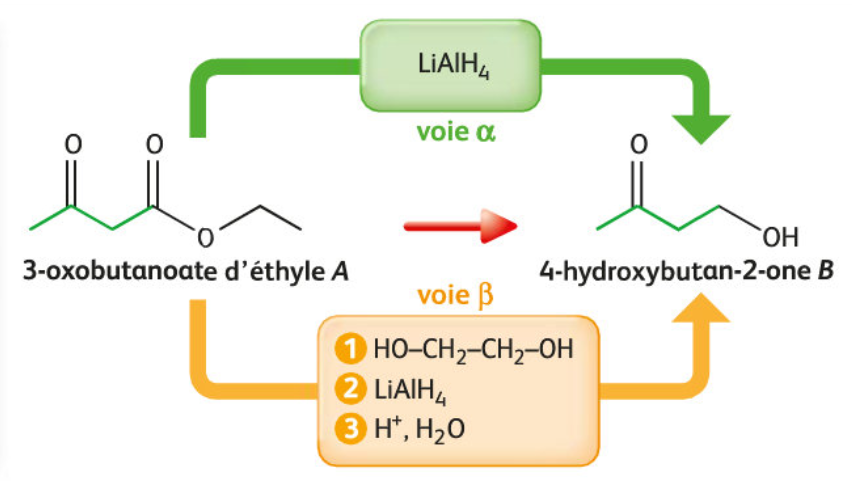 LiAlH₄
voie α
O O O
O OH
3-oxobutanoate d'éthyle A 4-hydroxybutan-2-one B
voie β
1 HO–CH₂–CH₂–OH
2 LiAlH₄
3 H⁺, H₂O